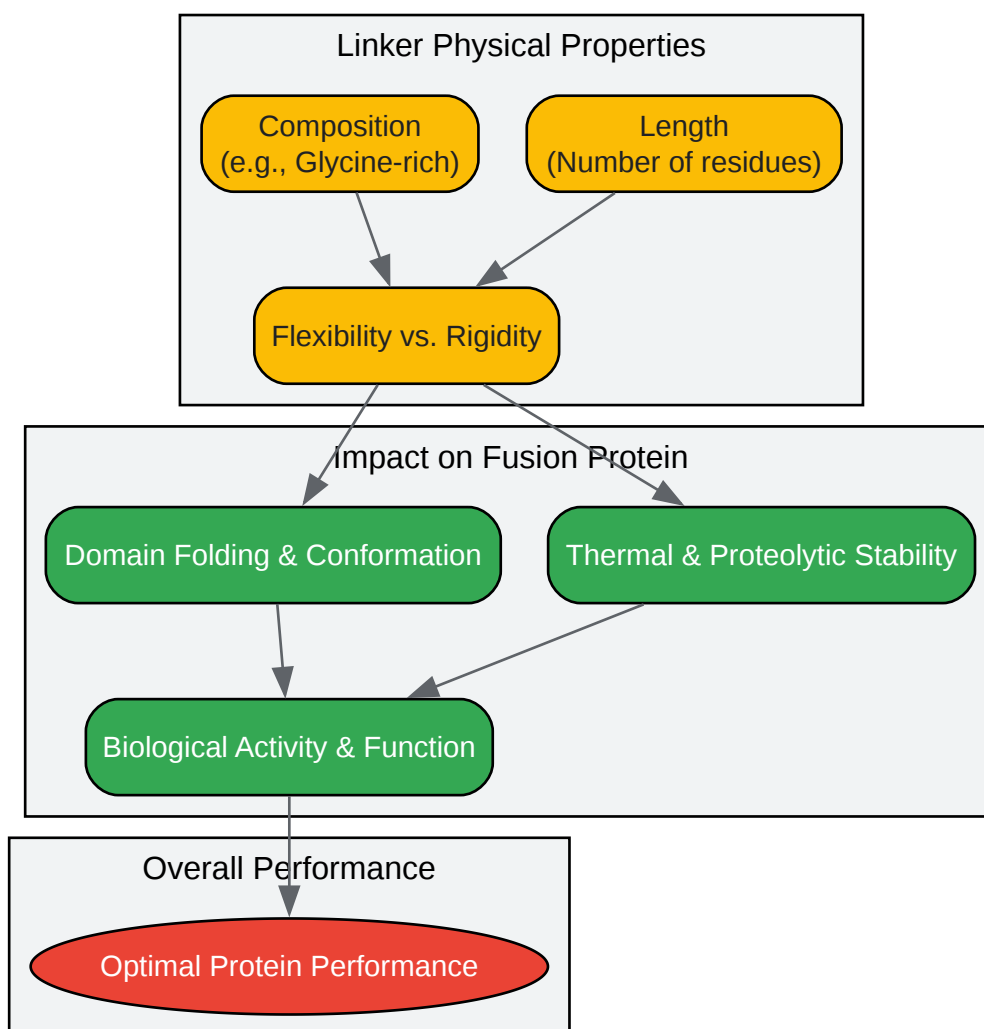 Linker Physical Properties
Composition
(e.g., Glycine-rich)
Length
(Number of residues)
Flexibility vs. Rigidity
Impact on Fusion Protein
Domain Folding & Conformation
Thermal & Proteolytic Stability
Biological Activity & Function
Overall Performance
Optimal Protein Performance